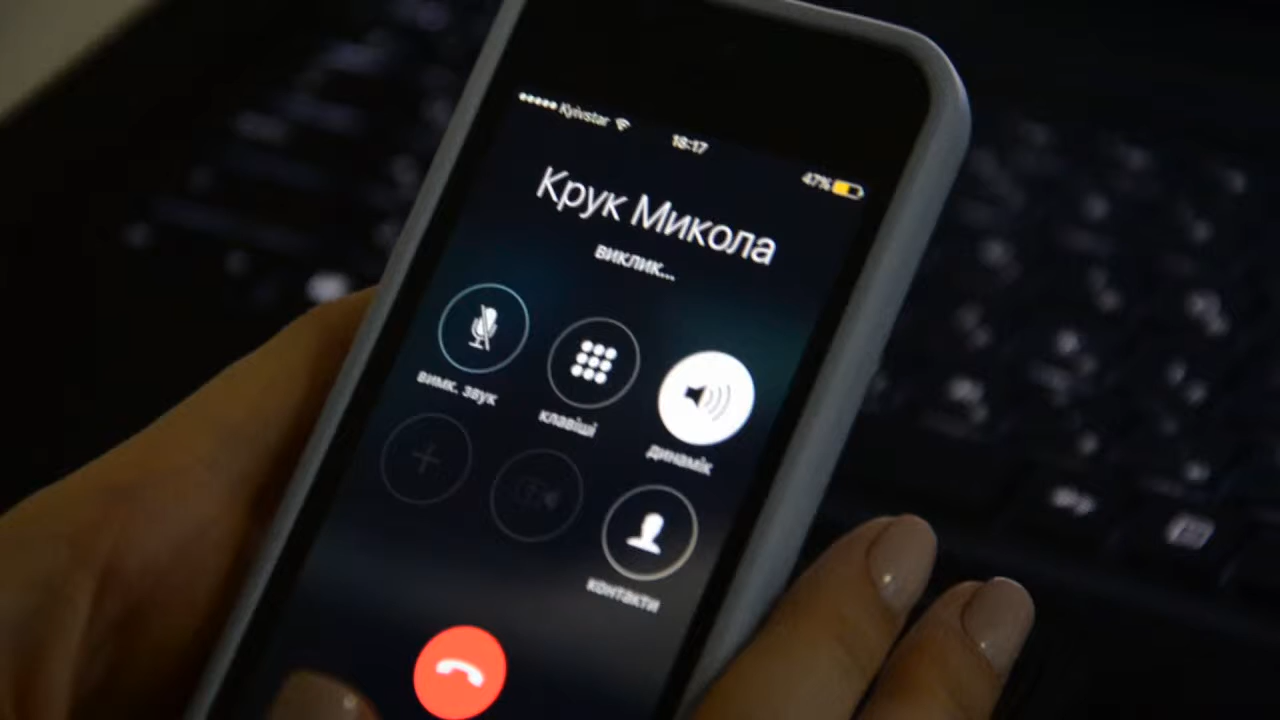 Kyivstar 18:17 47%
Крук Микола
виклик...
вимк. звук клавіші динамік
контакти